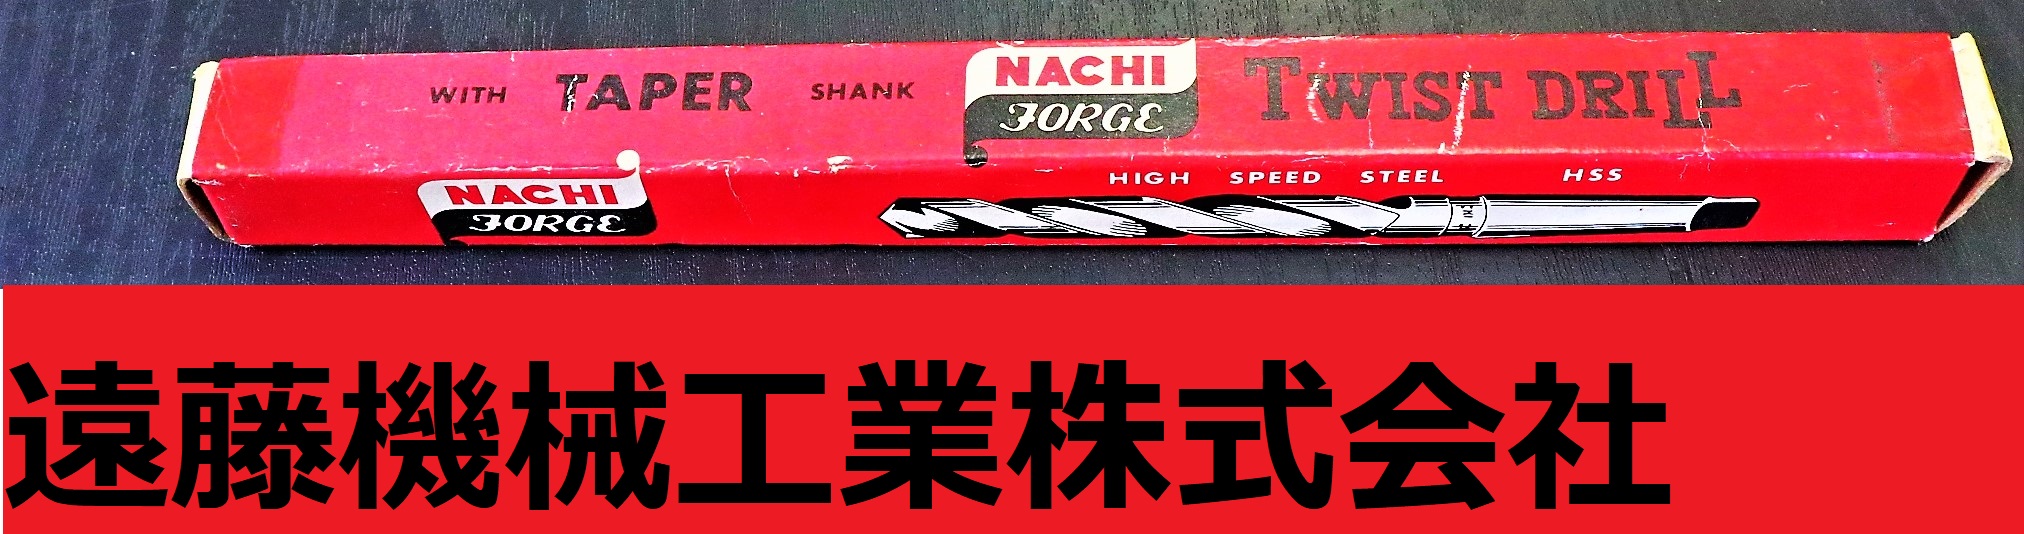 WITH TAPER SHANK
NACHI
FORGE
TWIST DRILL
NACHI
FORGE
HIGH SPEED STEEL HSS
遠藤機械工業株式会社